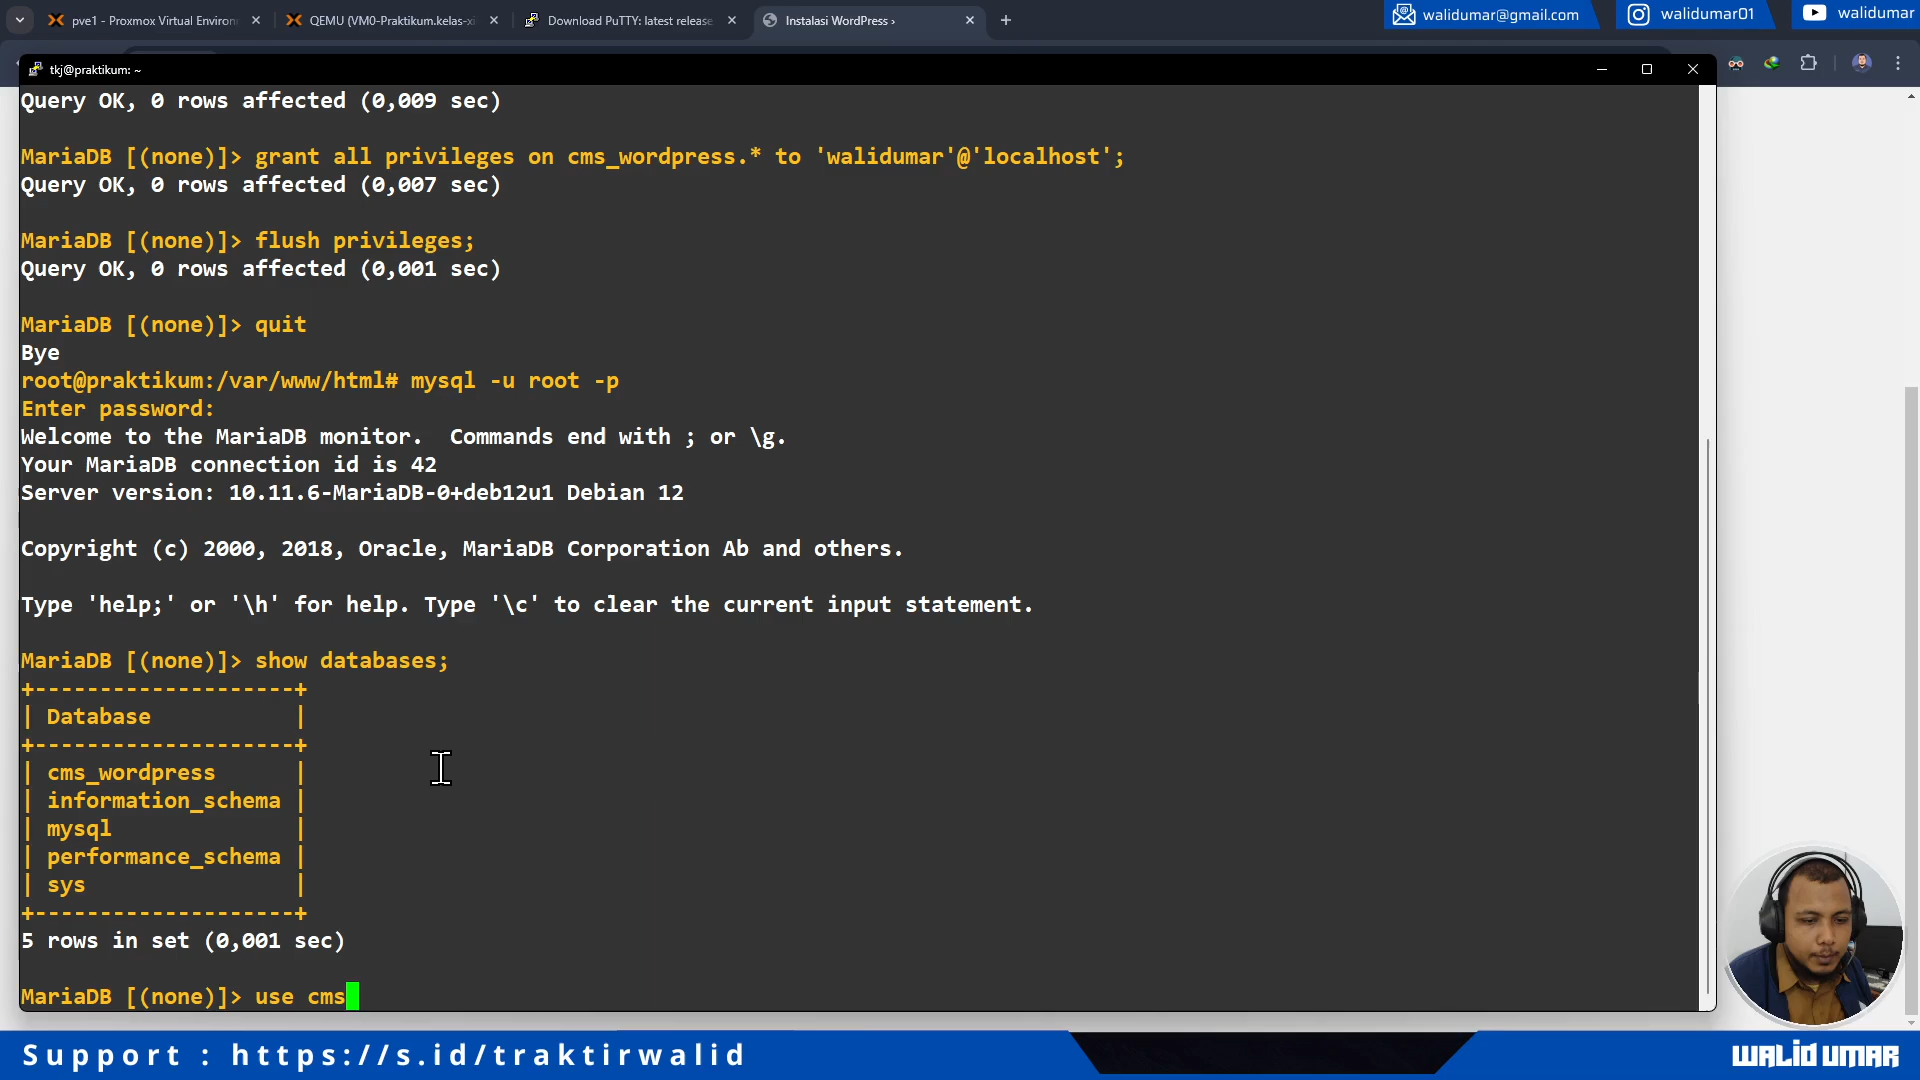 pve1 - Proxmox Virtual Environ
QEMU (VM0-Praktikum.kelas-xi
Download PuTTY: latest release
Instalasi WordPress ›
walidumar@gmail.com
walidumar01
walidumar
tkj@praktikum: ~
Query OK, 0 rows affected (0,009 sec)
MariaDB [(none)]> grant all privileges on cms_wordpress.* to 'walidumar'@'localhost';
Query OK, 0 rows affected (0,007 sec)
MariaDB [(none)]> flush privileges;
Query OK, 0 rows affected (0,001 sec)
MariaDB [(none)]> quit
Bye
root@praktikum:/var/www/html# mysql -u root -p
Enter password:
Welcome to the MariaDB monitor.  Commands end with ; or \g.
Your MariaDB connection id is 42
Server version: 10.11.6-MariaDB-0+deb12u1 Debian 12
Copyright (c) 2000, 2018, Oracle, MariaDB Corporation Ab and others.
Type 'help;' or '\h' for help. Type '\c' to clear the current input statement.
MariaDB [(none)]> show databases;
+--------------------+
| Database           |
+--------------------+
| cms_wordpress      |
| information_schema |
| mysql              |
| performance_schema |
| sys                |
+--------------------+
5 rows in set (0,001 sec)
MariaDB [(none)]> use cms
Support : https://s.id/traktirwalid
WALID UMAR